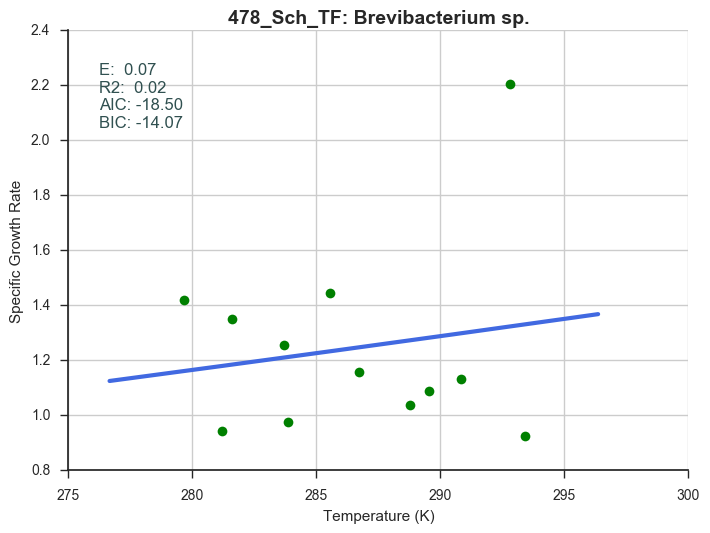 478_Sch_TF: Brevibacterium sp.
2.4
E:  0.07
R2:  0.02
AIC: -18.50
BIC: -14.07
2.2
2.0
1.8
1.6
1.4
1.2
1.0
0.8
Specific Growth Rate
275
280
285
290
295
300
Temperature (K)